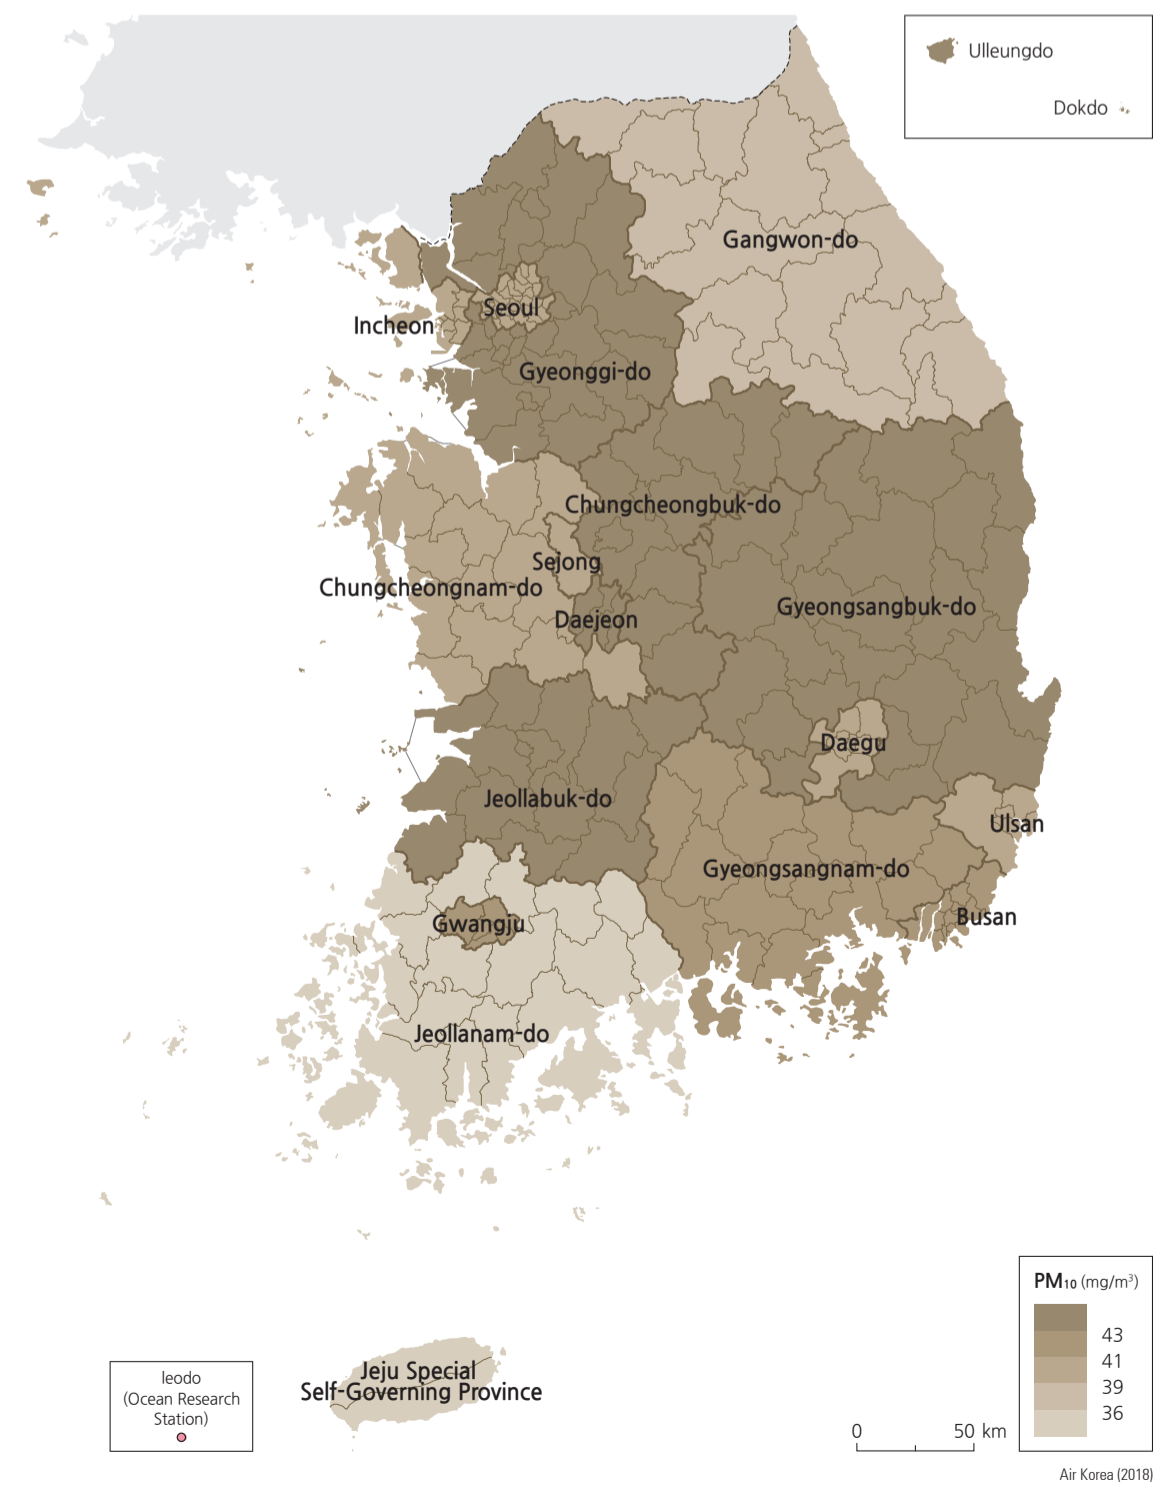 Ulleungdo
Dokdo
Gangwon-do
Seoul
Incheon
Gyeonggi-do
Chungcheongbuk-do
Sejong
Chungcheongnam-do
Gyeongsangbuk-do
Daejeon
Daegu
Jeollabuk-do
Ulsan
Gyeongsangnam-do
Busan
Gwangju
Jeollanam-do
Jeju Special
Self-Governing Province
Ieodo
(Ocean Research
Station)
0 50 km
PM₁₀ (mg/m³)
43
41
39
36
Air Korea (2018)